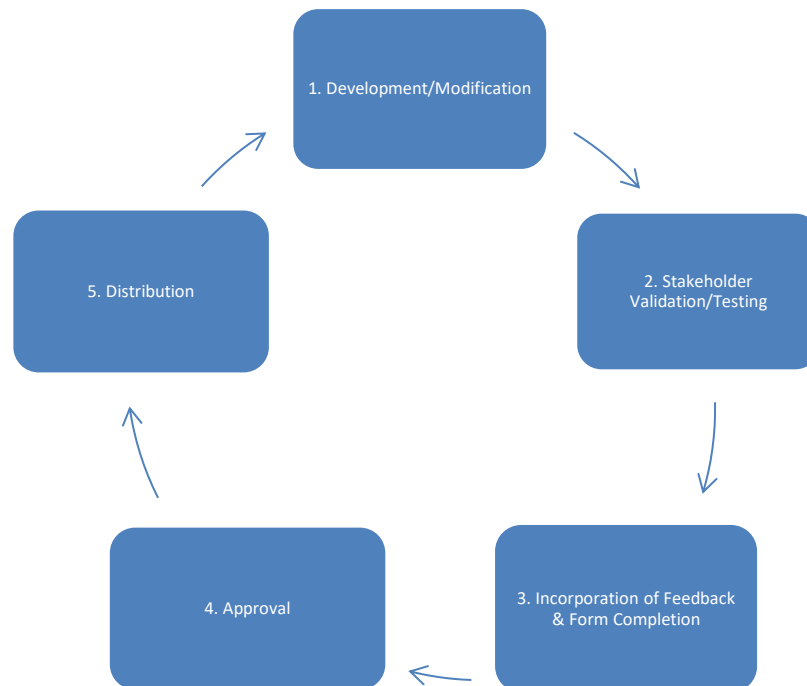 1. Development/Modification
2. Stakeholder
Validation/Testing
3. Incorporation of Feedback
& Form Completion
4. Approval
5. Distribution